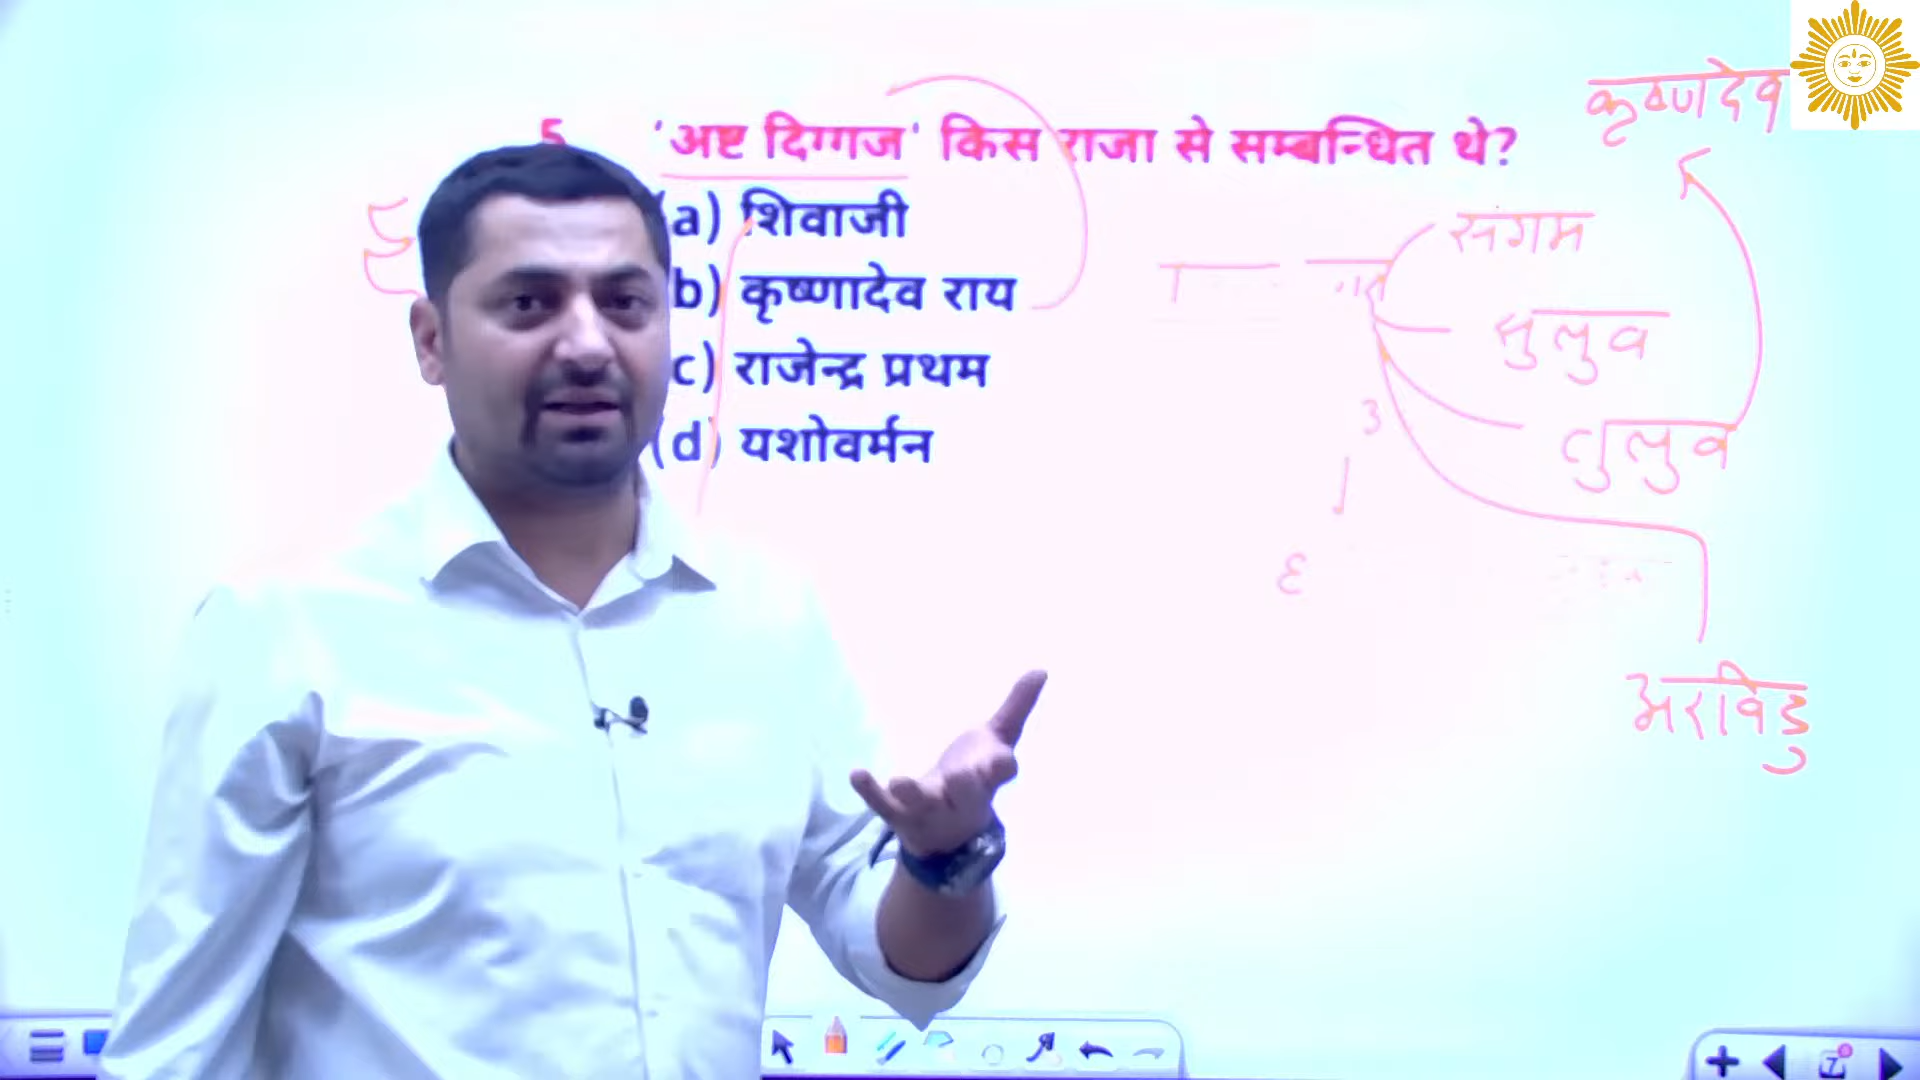 5. 'अष्ट दिग्गज' किस राजा से सम्बन्धित थे?
(a) शिवाजी
(b) कृष्णादेव राय
(c) राजेन्द्र प्रथम
(d) यशोवर्मन
कृष्णदेव
संगम
सुलुव
तुलुव
अरविडु